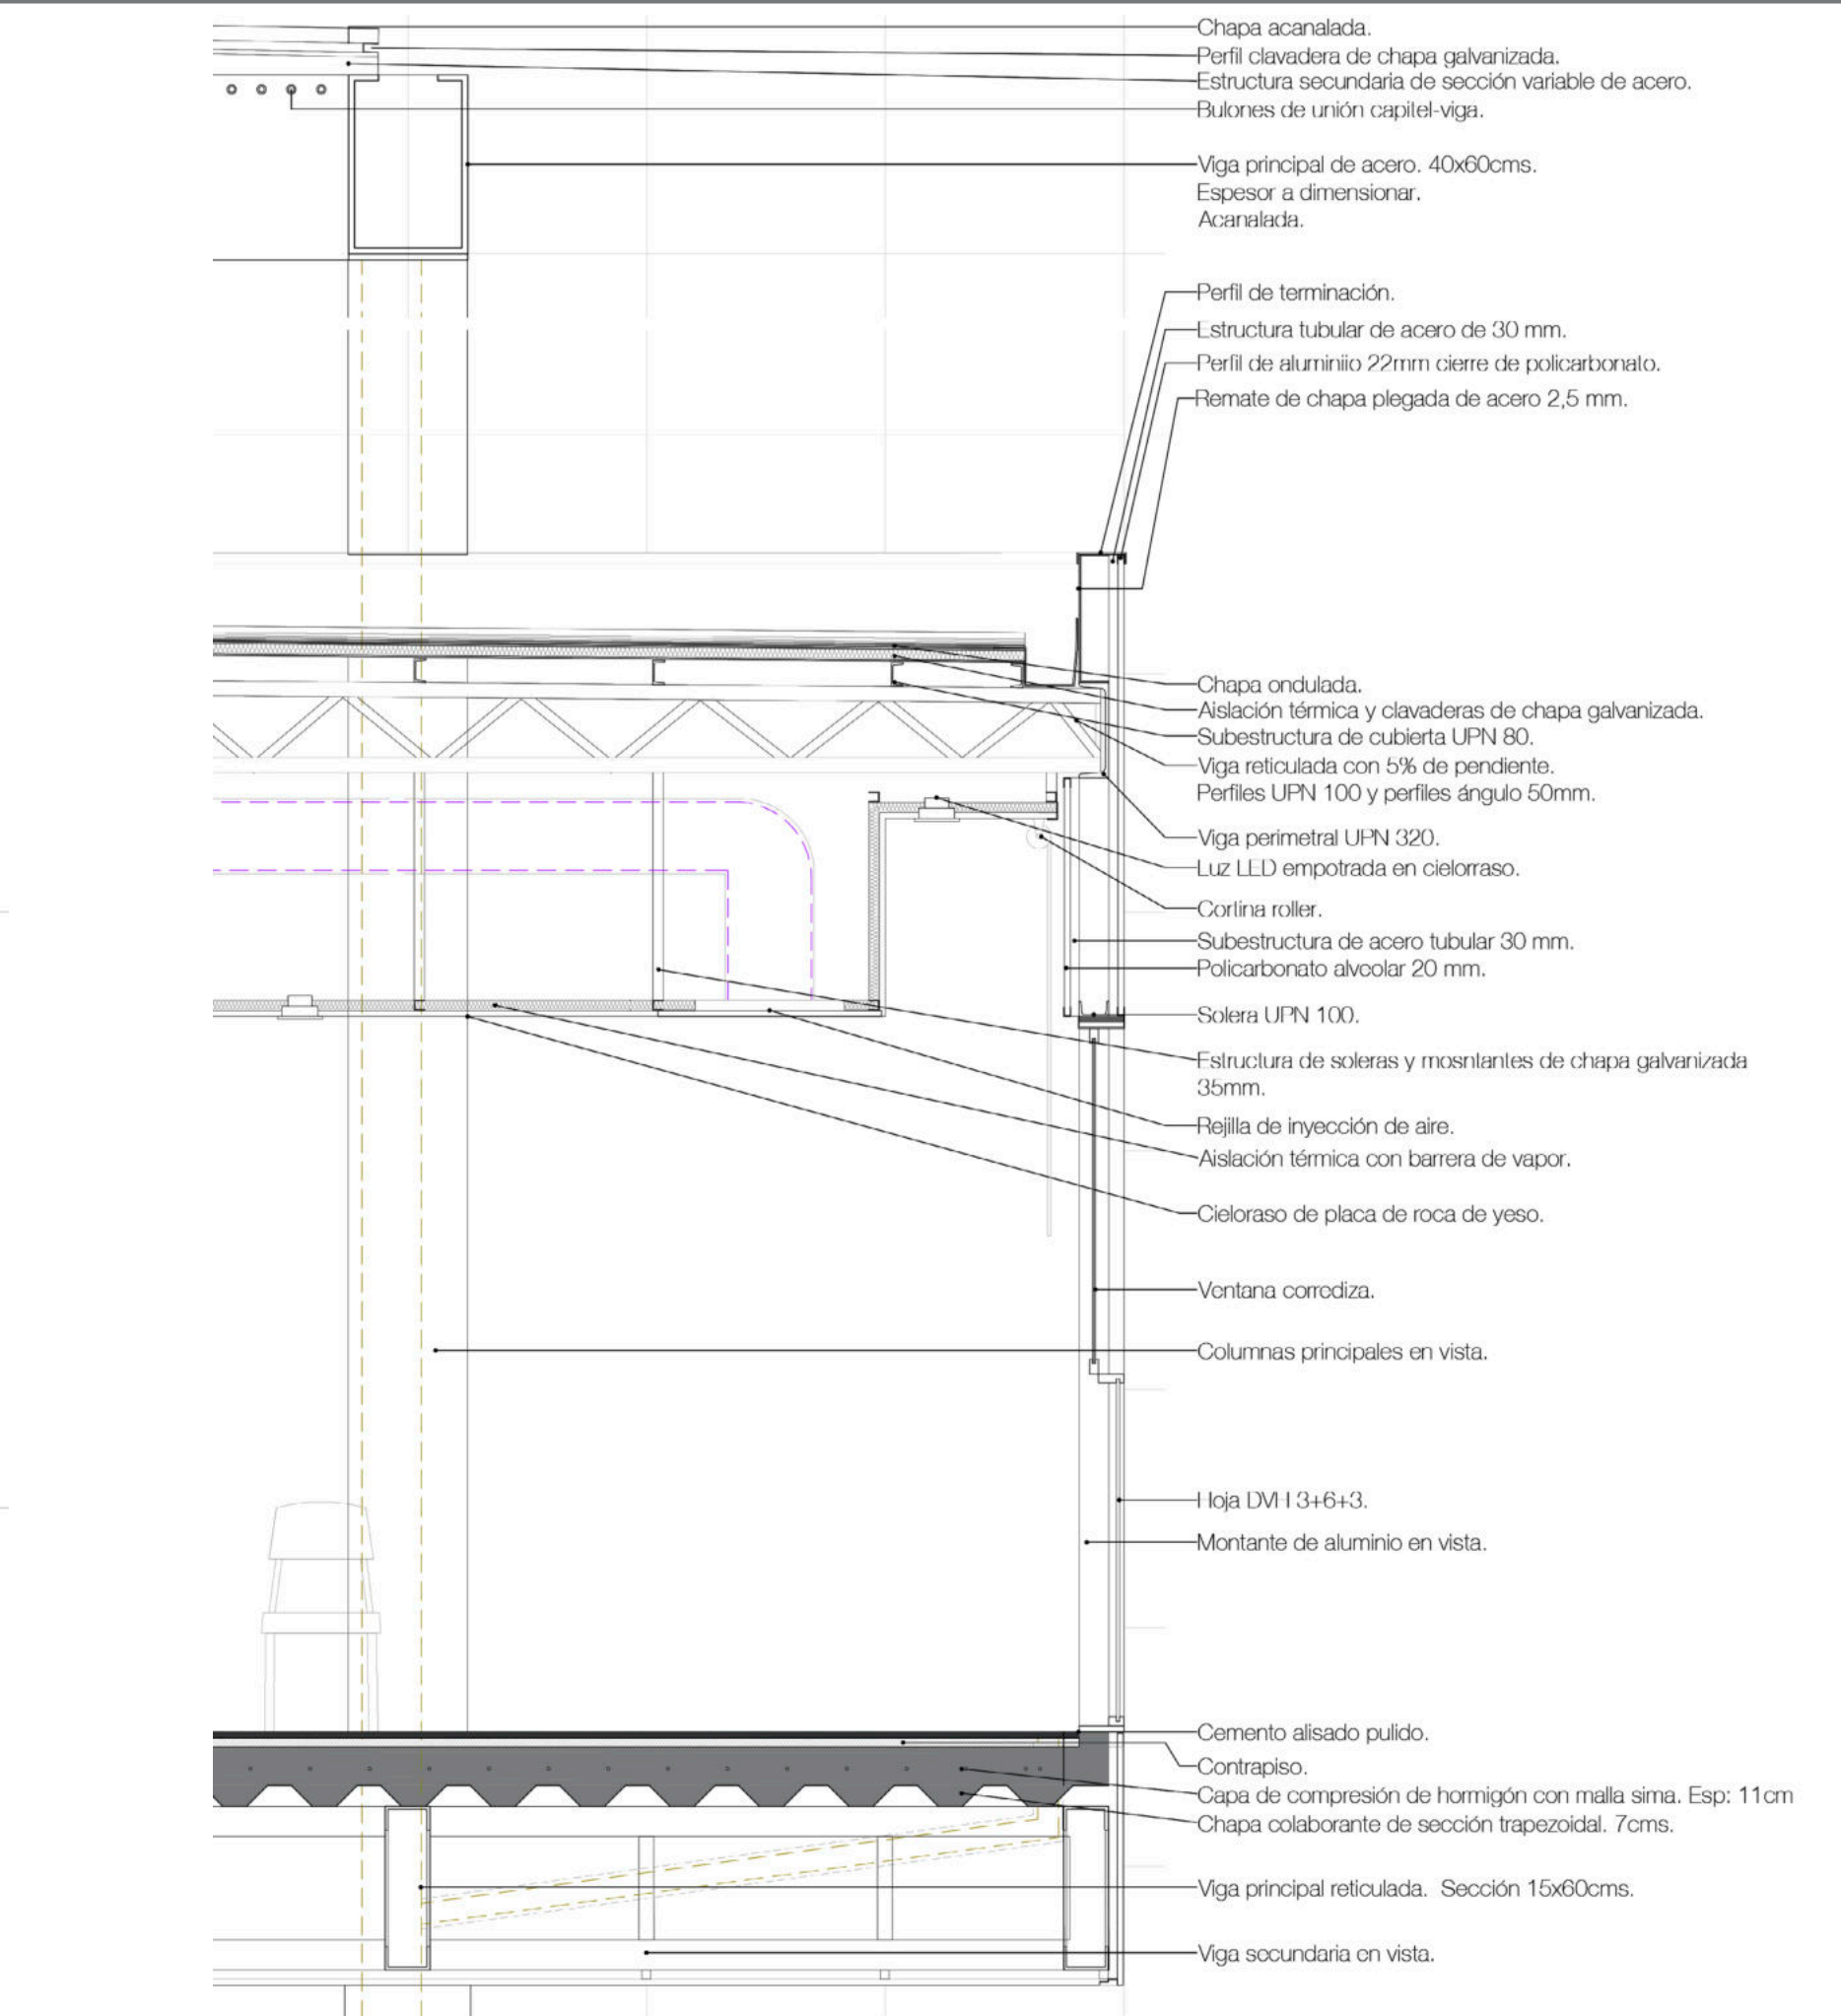 Chapa acanalada.
Perfil clavadera de chapa galvanizada.
Estructura secundaria de sección variable de acero.
Bulones de unión capitel-viga.
Viga principal de acero. 40x60cms.
Espesor a dimensionar.
Acanalada.
Perfil de terminación.
Estructura tubular de acero de 30 mm.
Perfil de aluminiio 22mm cierre de policarbonato.
Remate de chapa plegada de acero 2,5 mm.
Chapa ondulada.
Aislación térmica y clavaderas de chapa galvanizada.
Subestructura de cubierta UPN 80.
Viga reticulada con 5% de pendiente.
Perfiles UPN 100 y perfiles ángulo 50mm.
Viga perimetral UPN 320.
Luz LED empotrada en cielorraso.
Cortina roller.
Subestructura de acero tubular 30 mm.
Policarbonato alveolar 20 mm.
Solera UPN 100.
Estructura de soleras y mosntantes de chapa galvanizada
35mm.
Rejilla de inyección de aire.
Aislación térmica con barrera de vapor.
Cieloraso de placa de roca de yeso.
Ventana corrediza.
Columnas principales en vista.
Hoja DVH 3+6+3.
Montante de aluminio en vista.
Cemento alisado pulido.
Contrapiso.
Capa de compresión de hormigón con malla sima. Esp: 11cm
Chapa colaborante de sección trapezoidal. 7cms.
Viga principal reticulada. Sección 15x60cms.
Viga secundaria en vista.